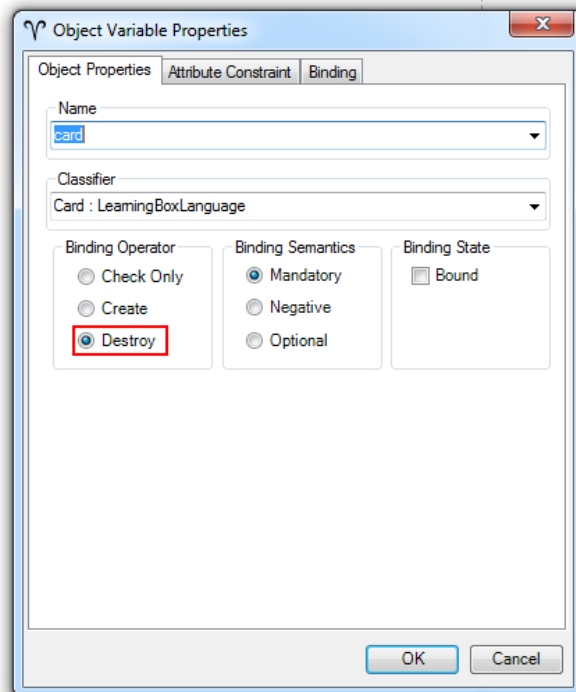 Object Variable Properties
Object Properties Attribute Constraint Binding
Name
card
Classifier
Card : LearningBoxLanguage
Binding Operator Binding Semantics Binding State
Check Only Mandatory Bound
Create Negative
Destroy Optional
OK Cancel